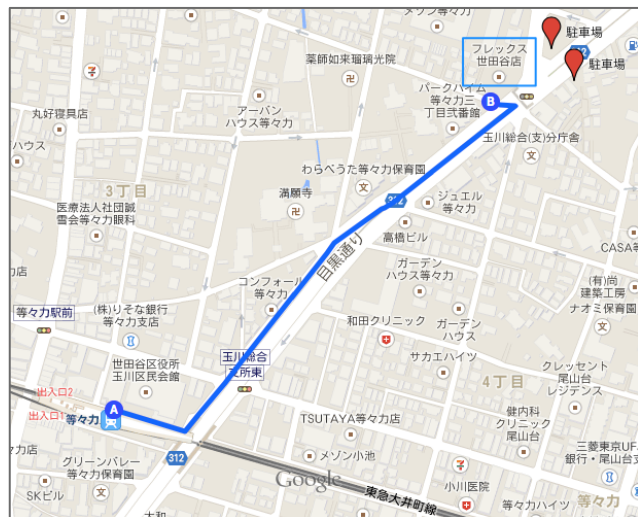 メゾン等々力
駐車場
フレックス
世田谷店
312
駐車場
薬師如来瑠璃光院
パークハイム
等々力三
丁目弐番館
B
丸好寝具店
アーバン
ハウス等々力
玉川総合(支)分庁舎
ハウス
わらべうた等々力保育園
3丁目
満願寺
312
ジュエル
等々力
医療法人社団誠
雪会等々力眼科
高橋ビル
目黒通り
CASA等
力店
コンフォール
等々力
ガーデン
ハウス等々力
(有)尚
建築工房
ナオミ保育園
等々力駅前
(株)りそな銀行
等々力支店
和田クリニック
ガーデン
ハウス
世田谷区役所
玉川区民会館
玉川総合
支所東
サカエハイツ
クレッセント
尾山台
レジデンス
4丁目
出入口2
A
出入口1
等々力
TSUTAYA等々力店
健内科
クリニック
尾山台
312
メゾン小池
三菱東京UFJ
銀行・尾山台支
グリーンバレー
等々力保育園
Google
小川医院
等々力
SKビル
東急大井町線
等々力ハイツ
大和